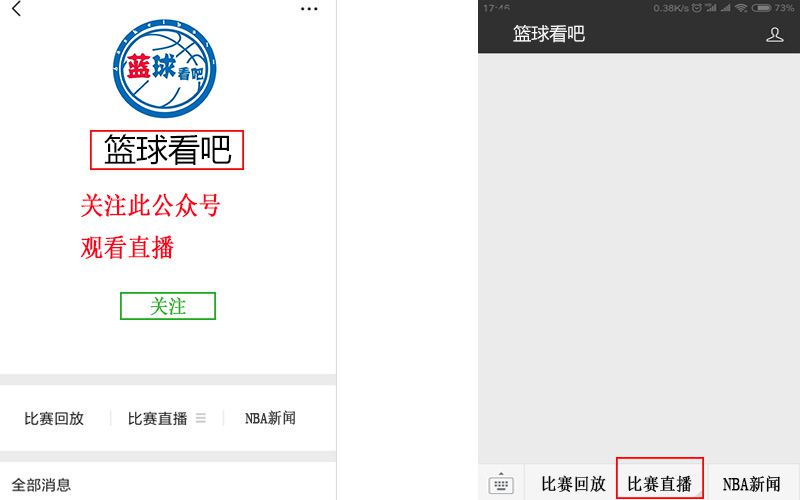 蓝球看吧
篮球看吧
关注此公众号
观看直播
关注
比赛回放 比赛直播 NBA新闻
全部消息
17:46 0.38K/s 73%
篮球看吧
比赛回放 比赛直播 NBA新闻